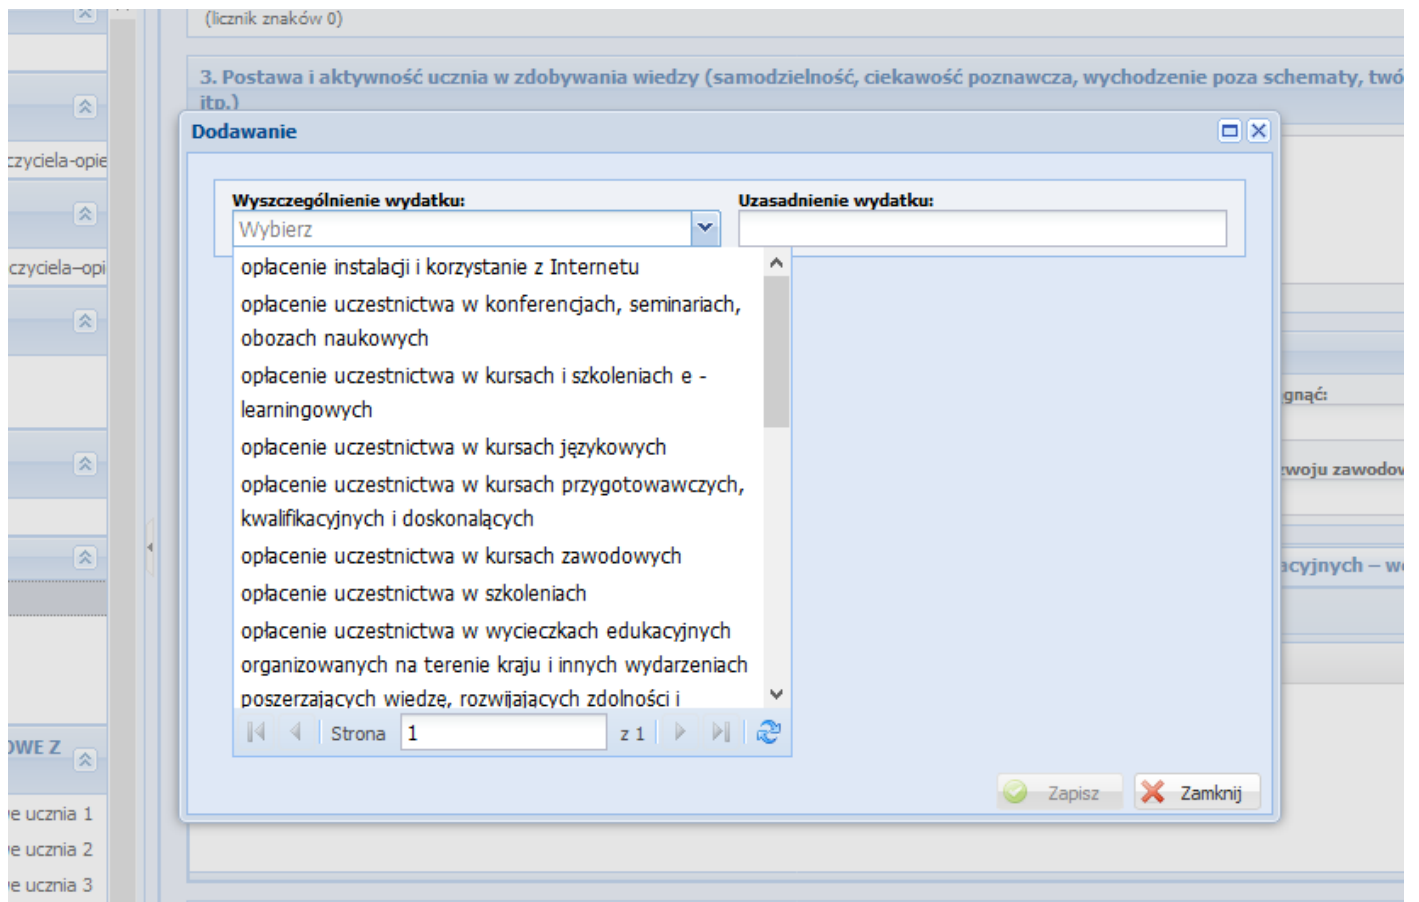 (licznik znaków 0)
3. Postawa i aktywność ucznia w zdobywania wiedzy (samodzielność, ciekawość poznawcza, wychodzenie poza schematy, twó
itp.)
Dodawanie
czyciela-opie
Wyszczególnienie wydatku:
Uzasadnienie wydatku:
Wybierz
czyciela–opi
opłacenie instalacji i korzystanie z Internetu
opłacenie uczestnictwa w konferencjach, seminariach,
obozach naukowych
opłacenie uczestnictwa w kursach i szkoleniach e -
learningowych
gnąć:
opłacenie uczestnictwa w kursach językowych
zwoju zawodow
opłacenie uczestnictwa w kursach przygotowawczych,
kwalifikacyjnych i doskonalących
opłacenie uczestnictwa w kursach zawodowych
acyjnych – w
opłacenie uczestnictwa w szkoleniach
opłacenie uczestnictwa w wycieczkach edukacyjnych
organizowanych na terenie kraju i innych wydarzeniach
poszerzających wiedzę, rozwijających zdolności i
Strona 1 z 1
OWE Z
Zapisz
Zamknij
e ucznia 1
e ucznia 2
e ucznia 3